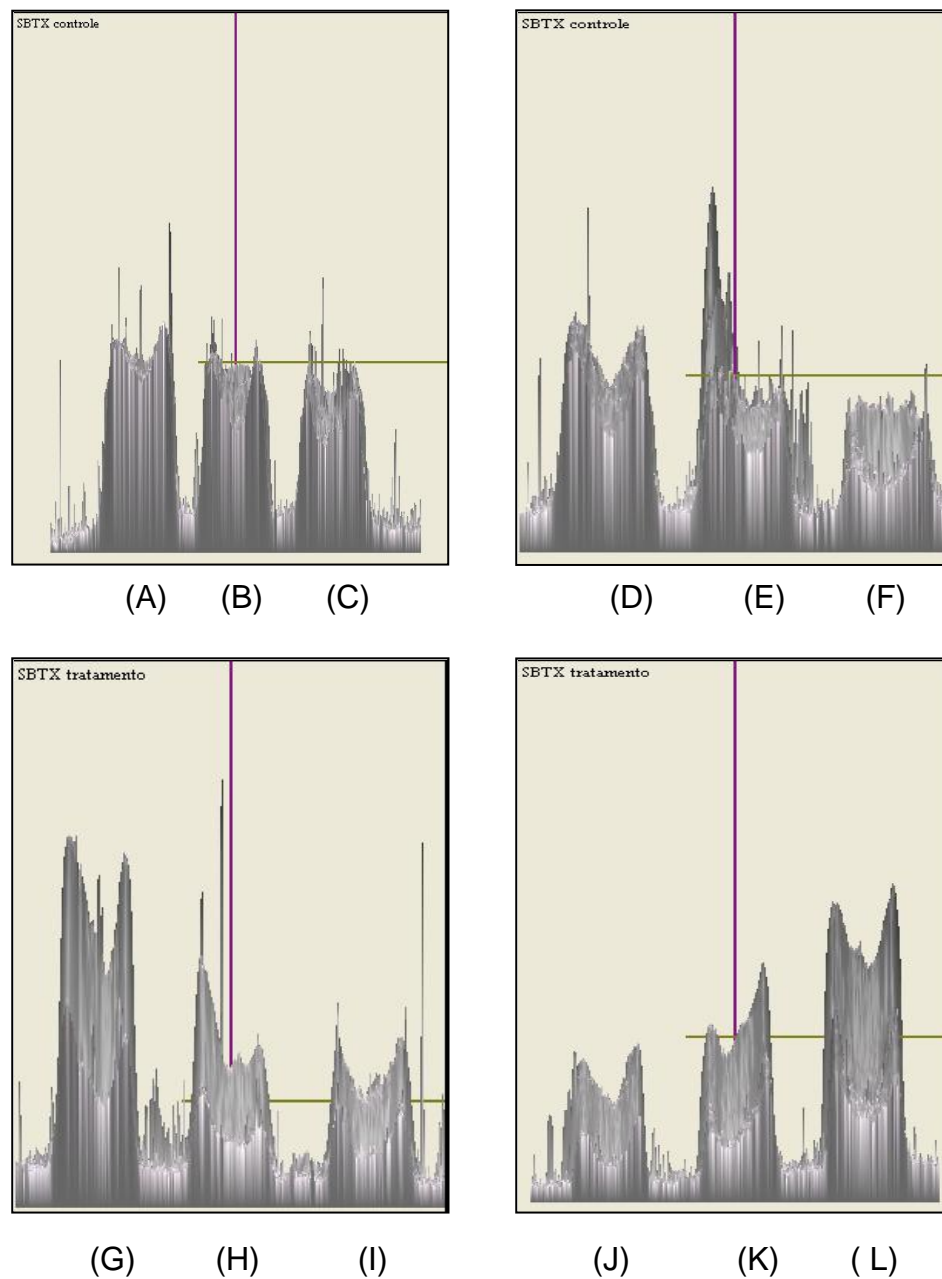 SBTX controle
SBTX controle
(A) (B) (C)
(D) (E) (F)
SBTX tratamento
SBTX tratamento
(G) (H) (I)
(J) (K) ( L)